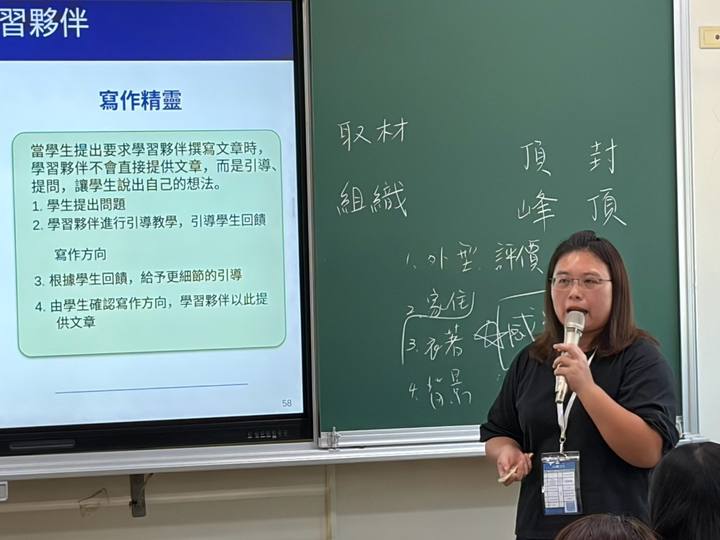 習夥伴
寫作精靈
當學生提出要求學習夥伴撰寫文章時，
學習夥伴不會直接提供文章，而是引導、
提問，讓學生說出自己的想法。
1. 學生提出問題
2. 學習夥伴進行引導教學，引導學生回饋
寫作方向
3. 根據學生回饋，給予更細節的引導
4. 由學生確認寫作方向，學習夥伴以此提
供文章
58
取材
組織
頂 封
峰 頂
1. 外型 評價
2. 家住
3. 衣著 感
4. 背景